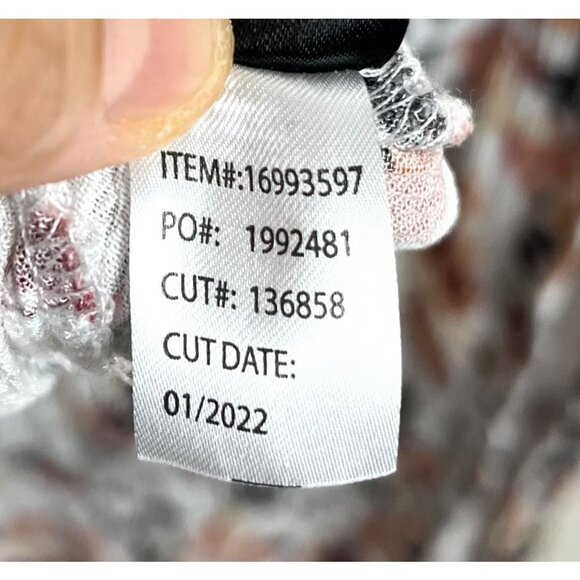 ITEM#:16993597
PO#: 1992481
CUT#: 136858
CUT DATE:
01/2022